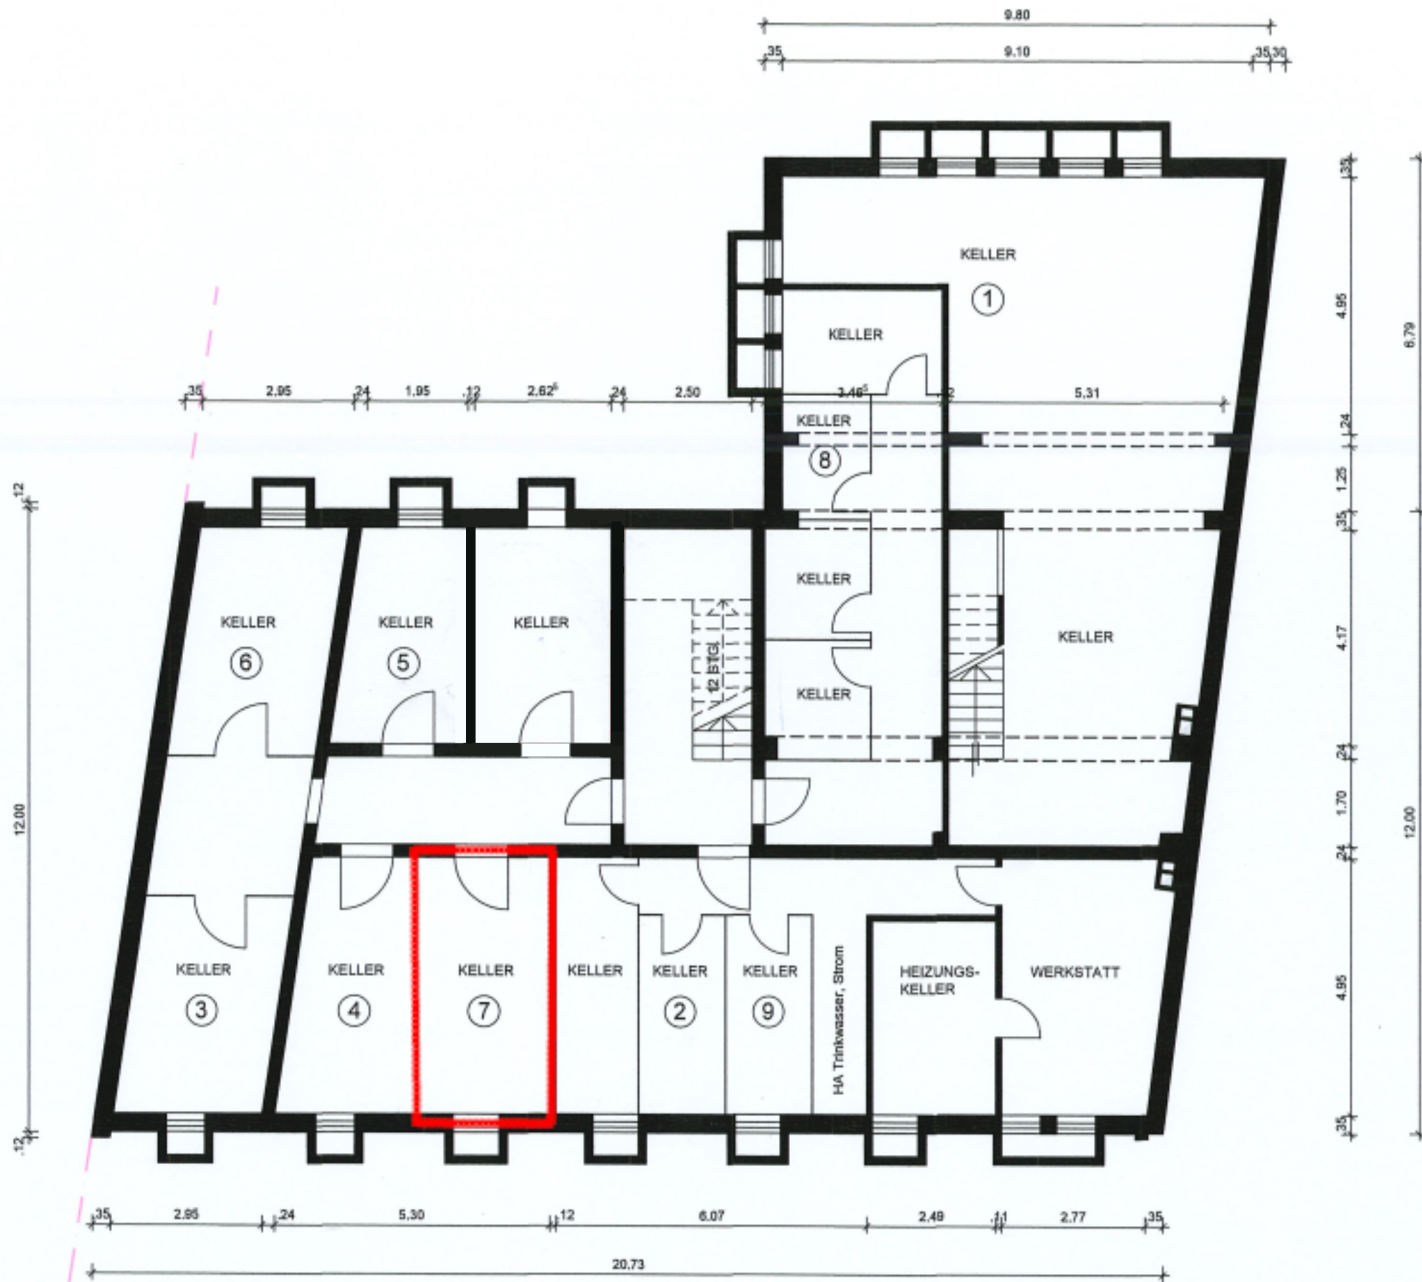 9.80
35 9.10 35 30
35
KELLER
1
4.95
6.79
KELLER
35 2,95 24 1,95 .12 2,62⁵ 24 2,50 3,46⁵ 12 5,31
KELLER
8
24
1.25
.12
35
KELLER
KELLER
6
KELLER
5
KELLER
12 STG.
KELLER
KELLER
4.17
24
12.00
1.70
12.00
24
KELLER
3
KELLER
4
KELLER
7
KELLER
KELLER
2
KELLER
9
HA Trinkwasser, Strom
HEIZUNGS-
KELLER
WERKSTATT
4.95
.12
35
35 2.95 24 5,30 12 6.07 2,49 .11 2.77 35
20.73